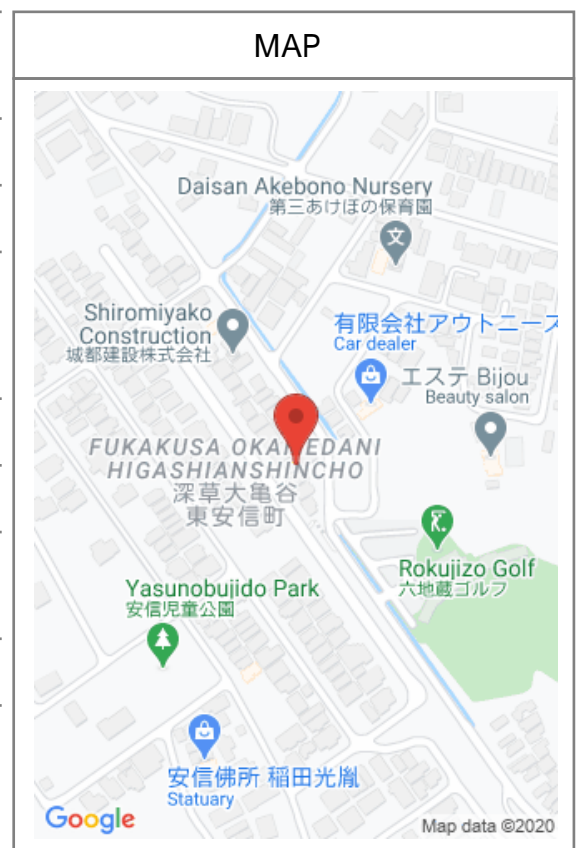 MAP
Daisan Akebono Nursery
第三あけぼの保育園
文
Shiromiyako
Construction
城都建設株式会社
有限会社アウトニーズ
Car dealer
エステ Bijou
Beauty salon
FUKAKUSA OKAMEDANI
HIGASHIANSHINCHO
深草大亀谷
東安信町
Rokujizo Golf
六地蔵ゴルフ
Yasunobujido Park
安信児童公園
安信佛所 稲田光胤
Statuary
Google
Map data ©2020